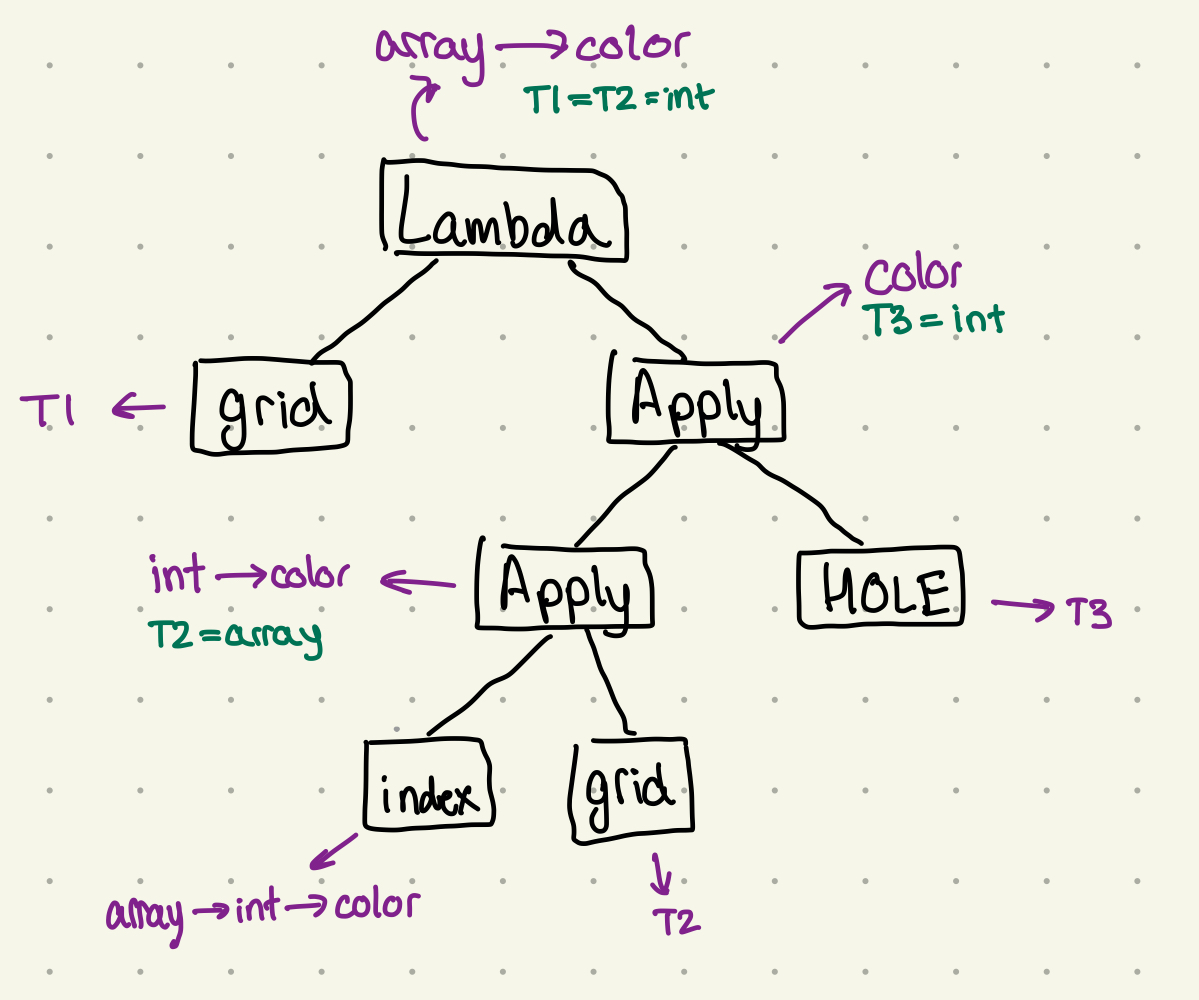 array → color
T1 = T2 = int
Lambda
color
T3 = int
T1 ← grid
Apply
int → color
T2 = array
Apply
HOLE → T3
index
grid
array → int → color
T2